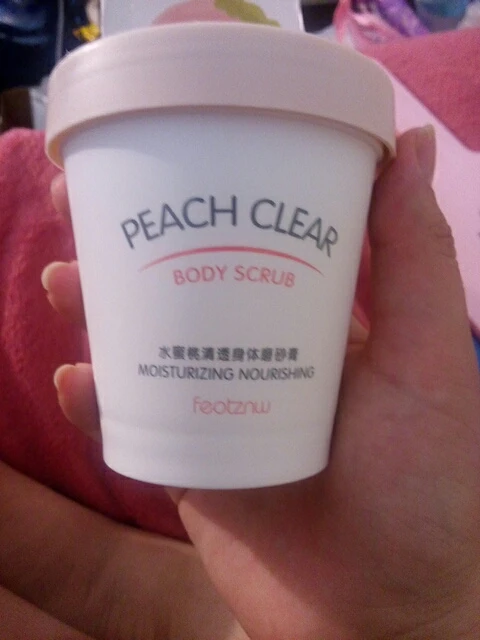 PEACH CLEAR
BODY SCRUB
水蜜桃清透身体磨砂膏
MOISTURIZING NOURISHING
feotznw